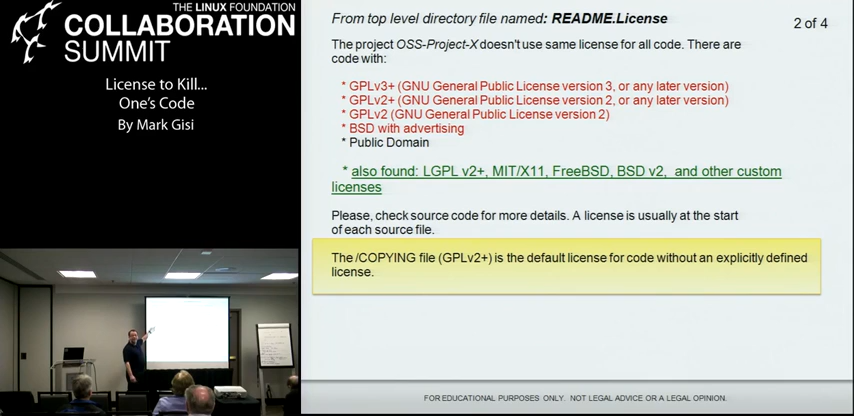 THE LINUX FOUNDATION
COLLABORATION
SUMMIT
License to Kill...
One's Code
By Mark Gisi
From top level directory file named: README.License
2 of 4
The project OSS-Project-X doesn't use same license for all code. There are
code with:
* GPLv3+ (GNU General Public License version 3, or any later version)
* GPLv2+ (GNU General Public License version 2, or any later version)
* GPLv2 (GNU General Public License version 2)
* BSD with advertising
* Public Domain
* also found: LGPL v2+, MIT/X11, FreeBSD, BSD v2, and other custom
licenses
Please, check source code for more details. A license is usually at the start
of each source file.
The /COPYING file (GPLv2+) is the default license for code without an explicitly defined
license.
FOR EDUCATIONAL PURPOSES ONLY. NOT LEGAL ADVICE OR A LEGAL OPINION.